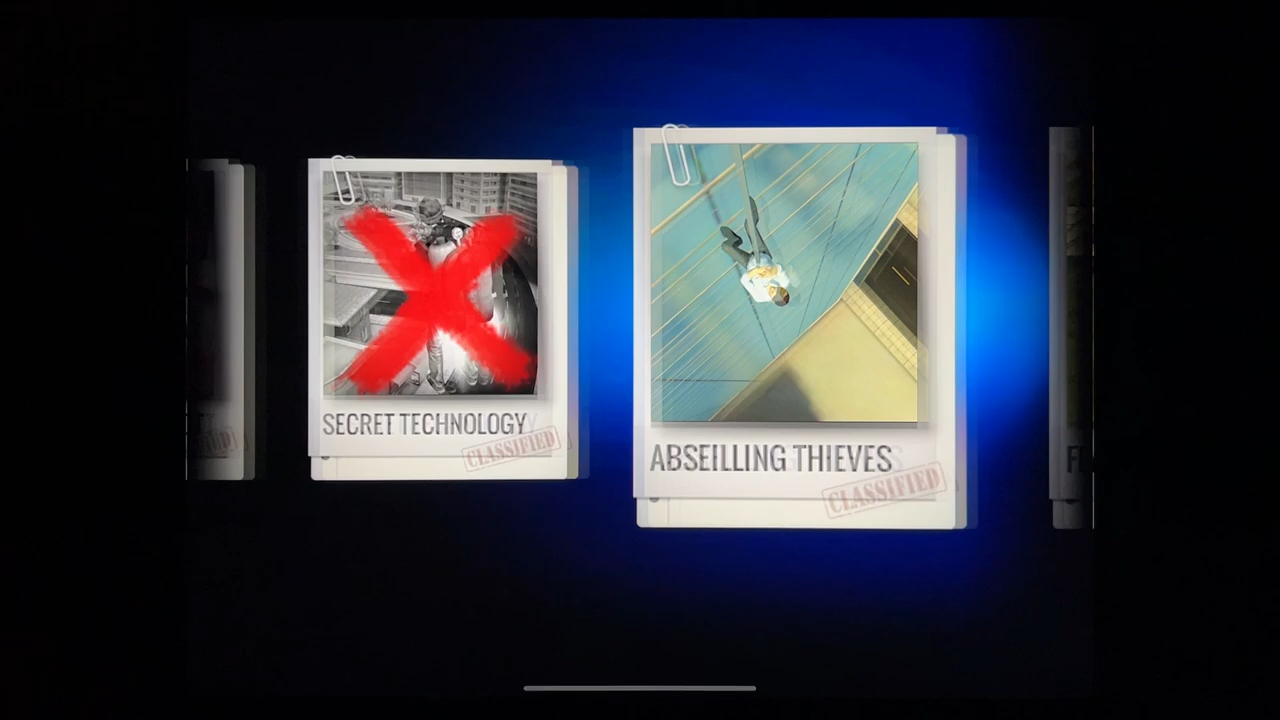 SECRET TECHNOLOGY
CLASSIFIED
ABSEILLING THIEVES
CLASSIFIED